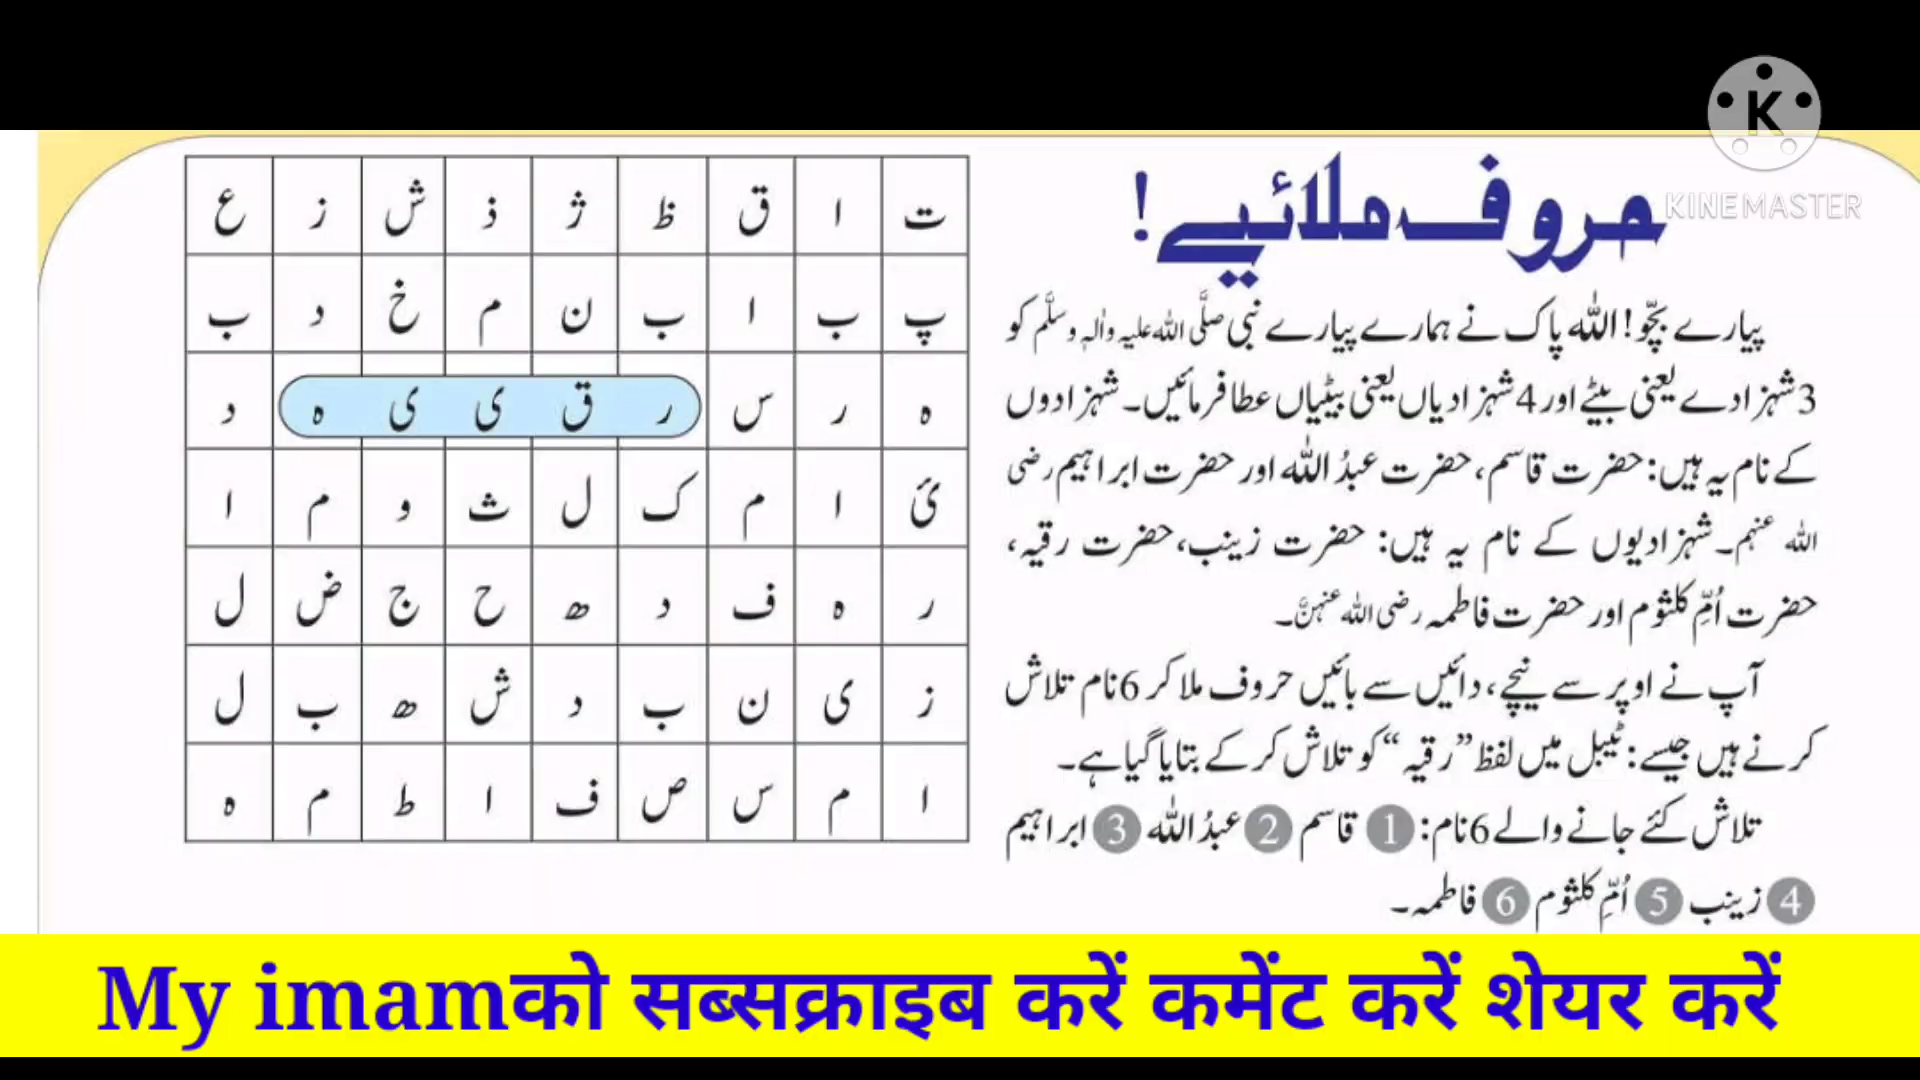 K
KINEMASTER
حروف ملائیے!
پیارے بچّو! اللہ پاک نے ہمارے پیارے نبی صلَّی اللہ علیہ واٰلہٖ وسلَّم کو
3 شہزادے یعنی بیٹے اور 4 شہزادیاں یعنی بیٹیاں عطا فرمائیں۔ شہزادوں
کے نام یہ ہیں: حضرت قاسم، حضرت عبدُ اللہ اور حضرت ابراہیم رضی
اللہ عنہم۔ شہزادیوں کے نام یہ ہیں: حضرت زینب، حضرت رقیہ،
حضرت اُمِّ کلثوم اور حضرت فاطمہ رضی اللہ عنہنَّ۔
آپ نے اوپر سے نیچے، دائیں سے بائیں حروف ملا کر 6 نام تلاش
کرنے ہیں جیسے: ٹیبل میں لفظ ”رقیہ“ کو تلاش کرکے بتایا گیا ہے۔
تلاش کئے جانے والے 6 نام: 1 قاسم 2 عبدُ اللہ 3 ابراہیم
4 زینب 5 اُمِّ کلثوم 6 فاطمہ۔
ت ا ق ظ ژ ذ ش ز ع
پ ب ا ب ن م خ د ب
ہ ر س ر ق ی ی ہ د
ئ ا م ک ل ث و م ا
ر ہ ف د ھ ح ج ض ل
ز ی ن ب د ش ھ ب ل
ا م س ص ف ا ط م ہ
My imamको सब्सक्राइब करें कमेंट करें शेयर करें